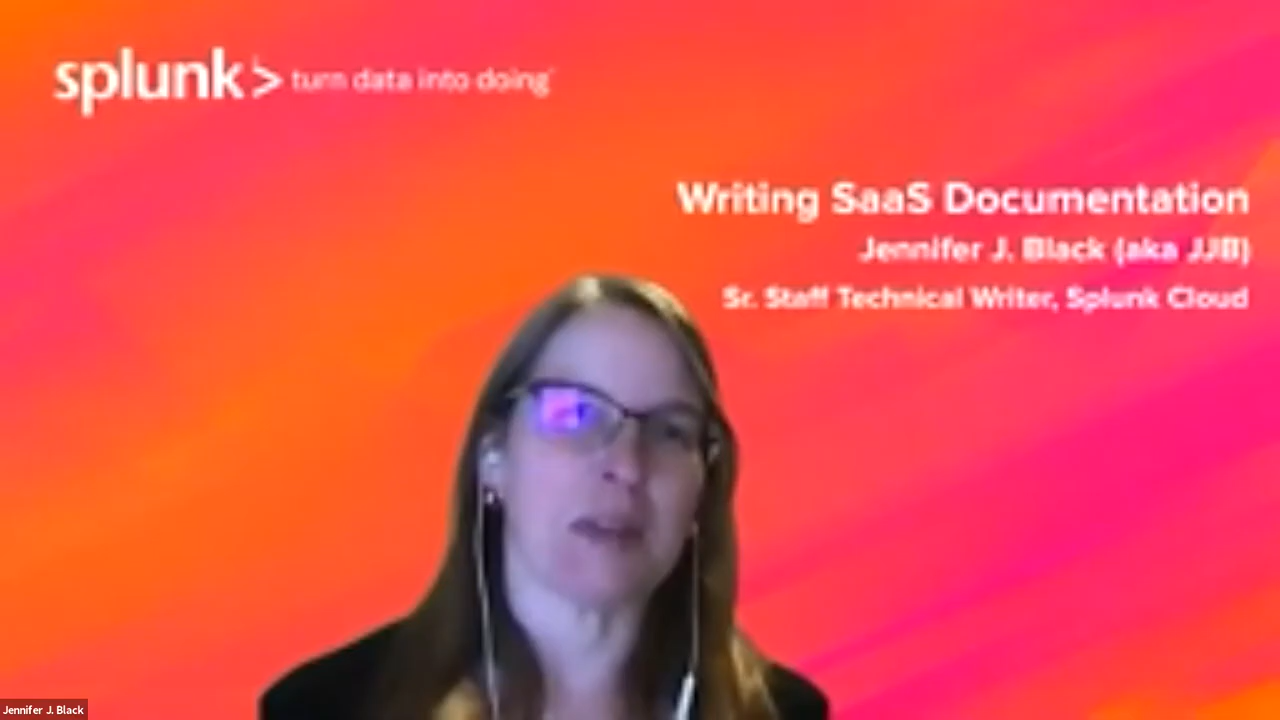 splunk> turn data into doing®
Writing SaaS Documentation
Jennifer J. Black (aka JJB)
Sr. Staff Technical Writer, Splunk Cloud
Jennifer J. Black